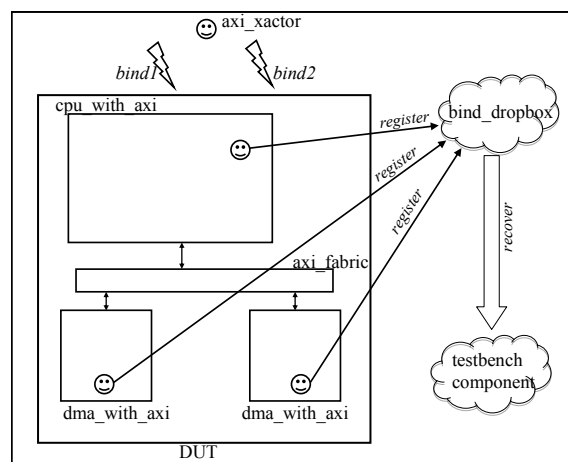 axi_xactor
bind1
bind2
cpu_with_axi
bind_dropbox
register
register
register
recover
axi_fabric
testbench
component
dma_with_axi
dma_with_axi
DUT